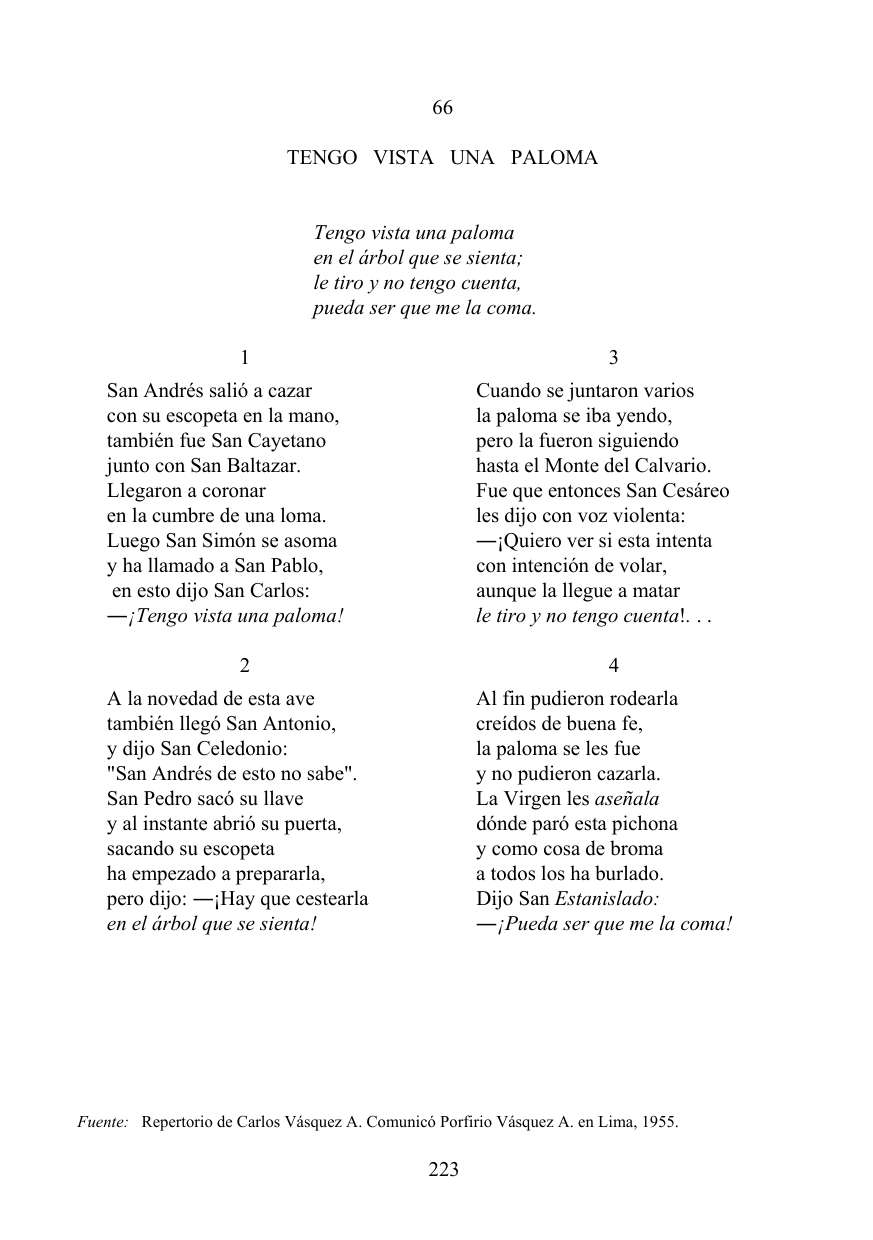 66
TENGO VISTA UNA PALOMA
Tengo vista una paloma
en el árbol que se sienta;
le tiro y no tengo cuenta,
pueda ser que me la coma.
1
San Andrés salió a cazar
con su escopeta en la mano,
también fue San Cayetano
junto con San Baltazar.
Llegaron a coronar
en la cumbre de una loma.
Luego San Simón se asoma
y ha llamado a San Pablo,
en esto dijo San Carlos:
—¡Tengo vista una paloma!
2
A la novedad de esta ave
también llegó San Antonio,
y dijo San Celedonio:
"San Andrés de esto no sabe".
San Pedro sacó su llave
y al instante abrió su puerta,
sacando su escopeta
ha empezado a prepararla,
pero dijo: —¡Hay que cestearla
en el árbol que se sienta!
3
Cuando se juntaron varios
la paloma se iba yendo,
pero la fueron siguiendo
hasta el Monte del Calvario.
Fue que entonces San Cesáreo
les dijo con voz violenta:
—¡Quiero ver si esta intenta
con intención de volar,
aunque la llegue a matar
le tiro y no tengo cuenta!. . .
4
Al fin pudieron rodearla
creídos de buena fe,
la paloma se les fue
y no pudieron cazarla.
La Virgen les aseñala
dónde paró esta pichona
y como cosa de broma
a todos los ha burlado.
Dijo San Estanislado:
—¡Pueda ser que me la coma!
Fuente: Repertorio de Carlos Vásquez A. Comunicó Porfirio Vásquez A. en Lima, 1955.
223